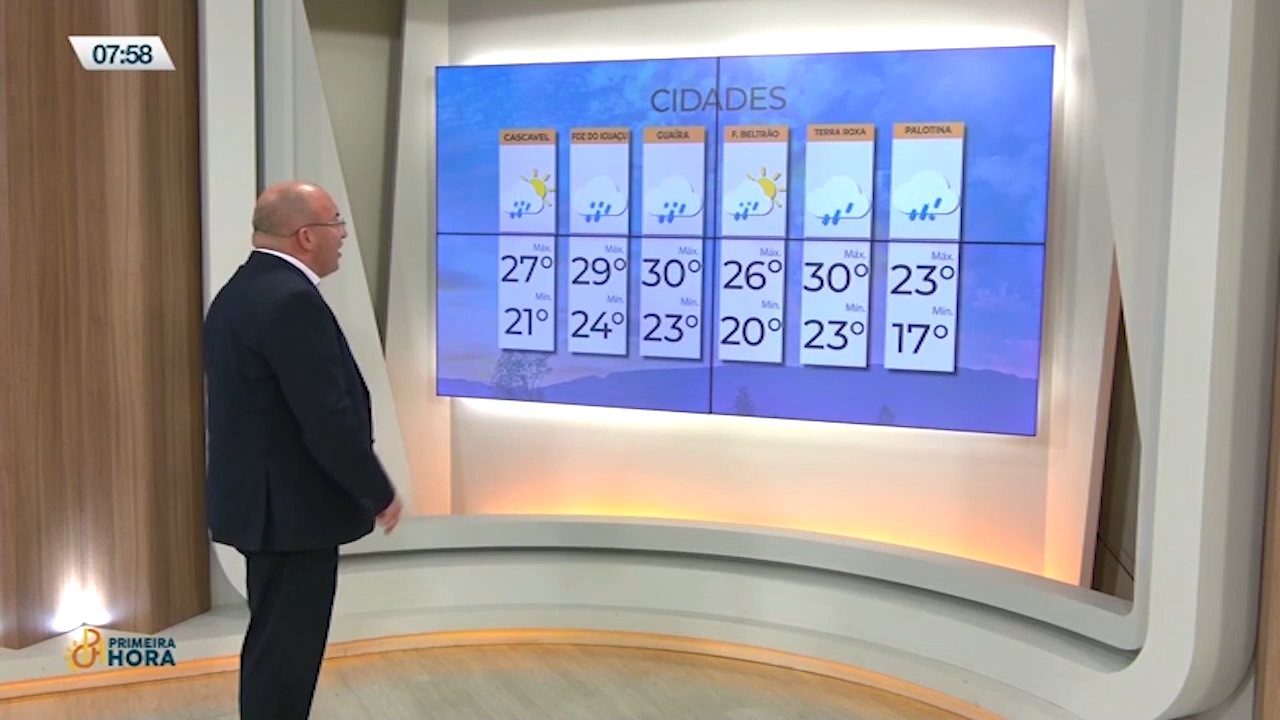 07:58
CIDADES
CASCAVEL FOZ DO IGUAÇU GUAÍRA F. BELTRÃO TERRA ROXA PALOTINA
Máx. Máx. Máx. Máx. Máx. Máx.
27° 29° 30° 26° 30° 23°
Mín. Mín. Mín. Mín. Mín. Mín.
21° 24° 23° 20° 23° 17°
PRIMEIRA
HORA